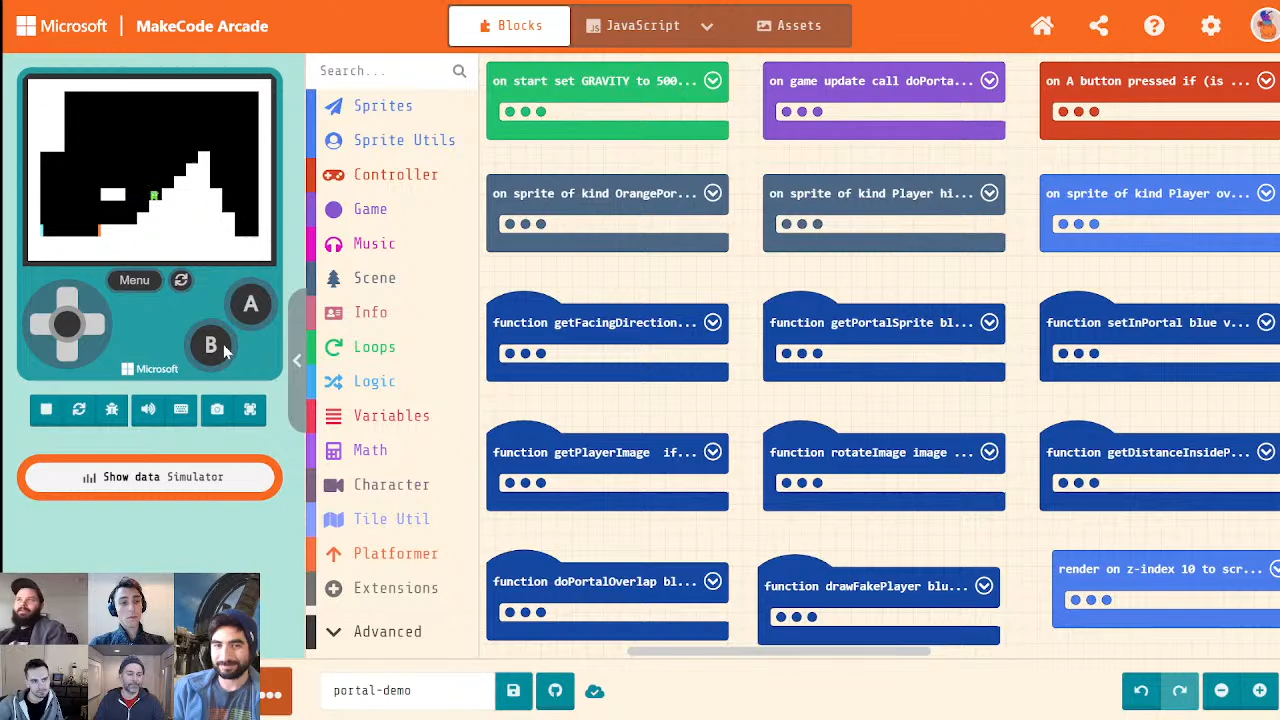 Microsoft | MakeCode Arcade
Blocks
JavaScript
Assets
Search...
Sprites
Sprite Utils
Controller
Game
Music
Scene
Info
Loops
Logic
Variables
Math
Character
Tile Util
Platformer
Extensions
Advanced
Menu
A
B
Microsoft
Show data Simulator
on start set GRAVITY to 500...
on game update call doPorta...
on A button pressed if (is ...
on sprite of kind OrangePor...
on sprite of kind Player hi...
on sprite of kind Player ov...
function getFacingDirection...
function getPortalSprite bl...
function setInPortal blue v...
function getPlayerImage if...
function rotateImage image ...
function getDistanceInsideP...
function doPortalOverlap bl...
function drawFakePlayer blu...
render on z-index 10 to scr...
portal-demo